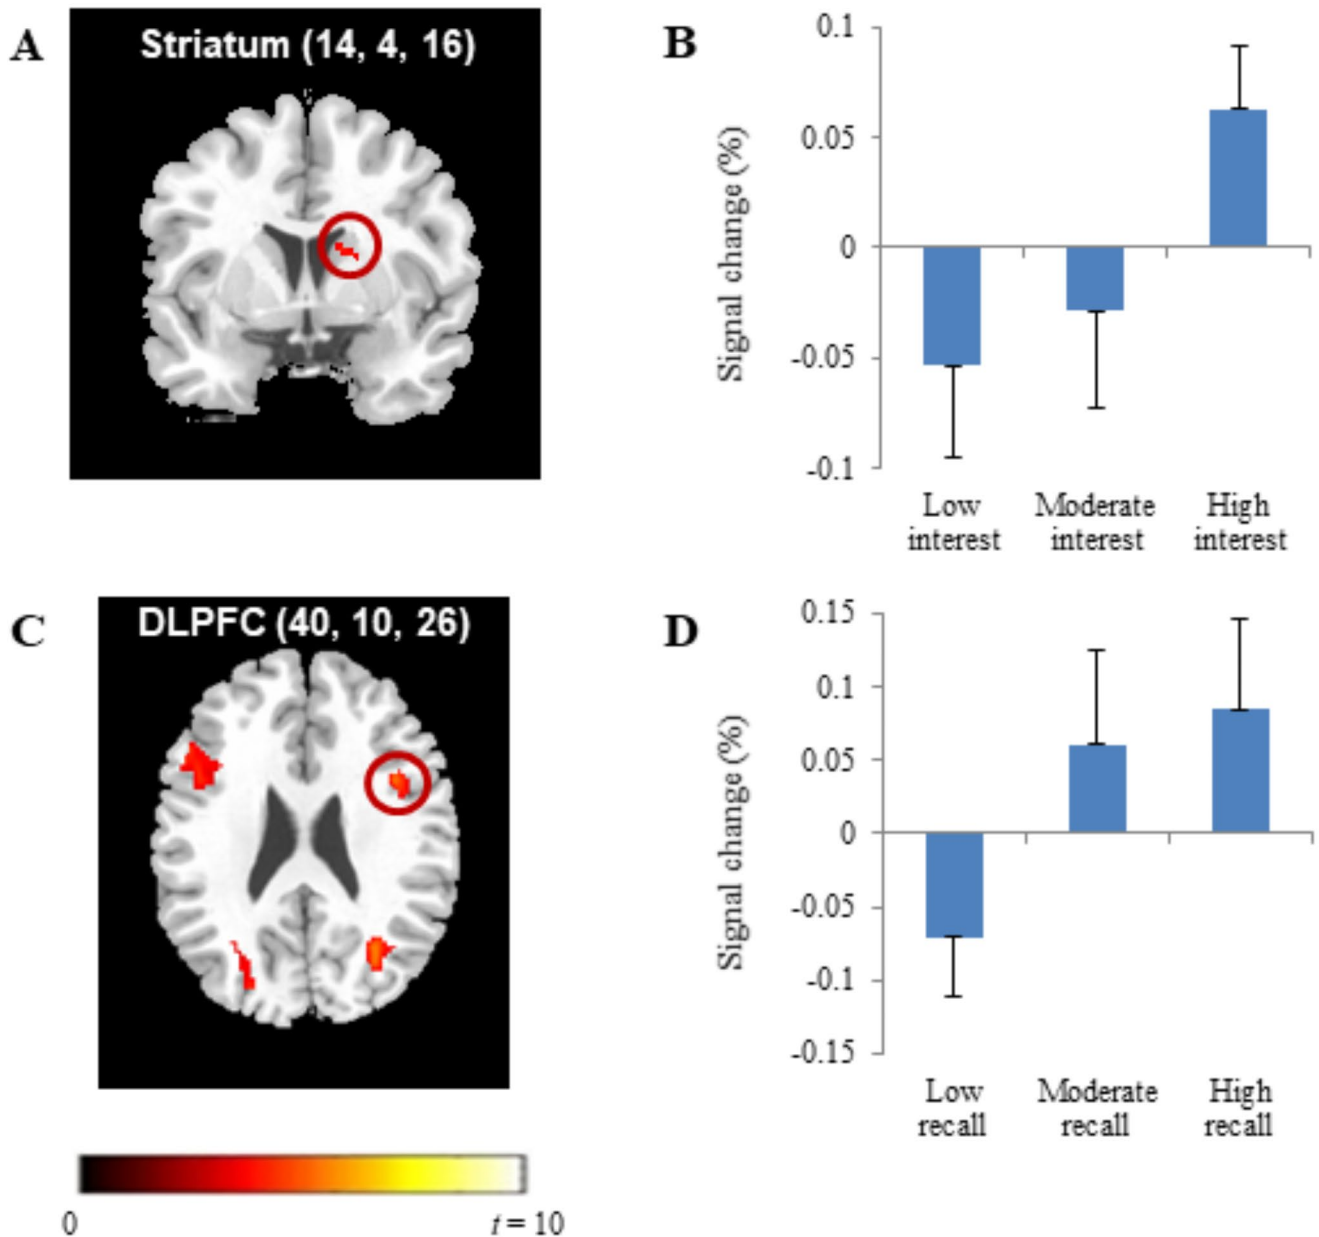 A
Striatum (14, 4, 16)
B
Signal change (%)
0.1
0.05
0
-0.05
-0.1
Low interest
Moderate interest
High interest
C
DLPFC (40, 10, 26)
0
t = 10
D
Signal change (%)
0.15
0.1
0.05
0
-0.05
-0.1
-0.15
Low recall
Moderate recall
High recall